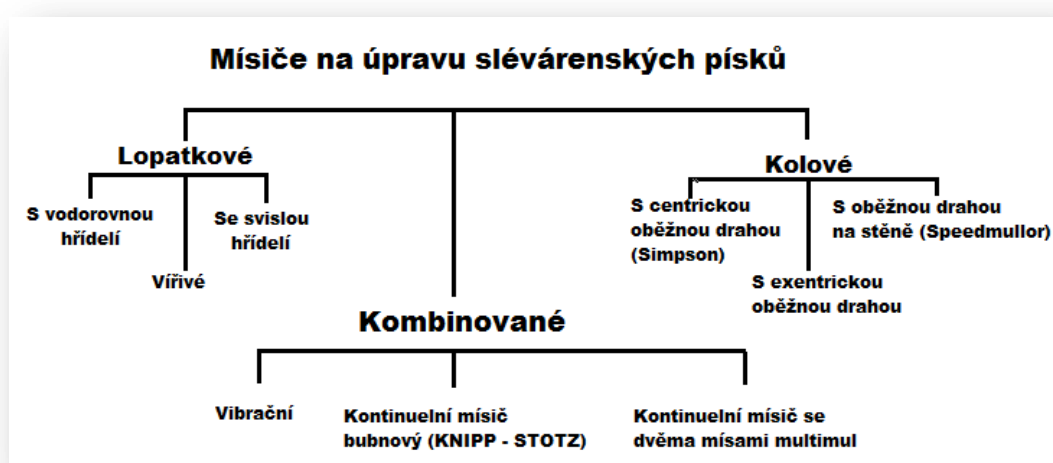 Mísiče na úpravu slévárenských písků
Lopatkové
S vodorovnou
hřídelí
Vířivé
Se svislou
hřídelí
Kolové
S centrickou
oběžnou drahou
(Simpson)
S exentrickou
oběžnou drahou
S oběžnou drahou
na stěně (Speedmullor)
Kombinované
Vibrační
Kontinuelní mísič
bubnový (KNIPP - STOTZ)
Kontinuelní mísič se
dvěma mísami multimul